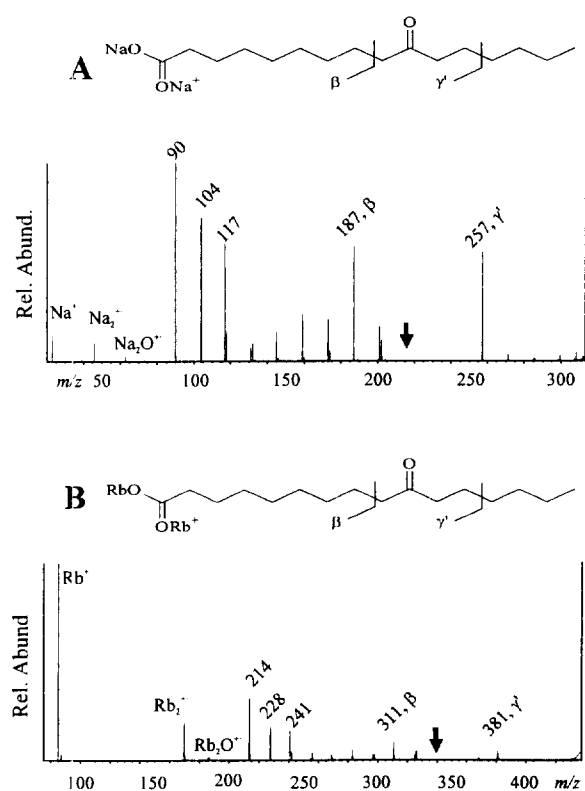 O
A
NaO
ONa⁺
β
γ'
Rel. Abund.
90
104
117
187, β
257, γ'
Na⁺
Na₂⁺·
Na₂O⁺·
m/z 50 100 150 200 250 300
O
B
RbO
ORb⁺
β
γ'
Rel. Abund
Rb⁺
Rb₂⁺·
Rb₂O⁺·
214
228
241
311, β
381, γ'
100 150 200 250 300 350 400 m/z